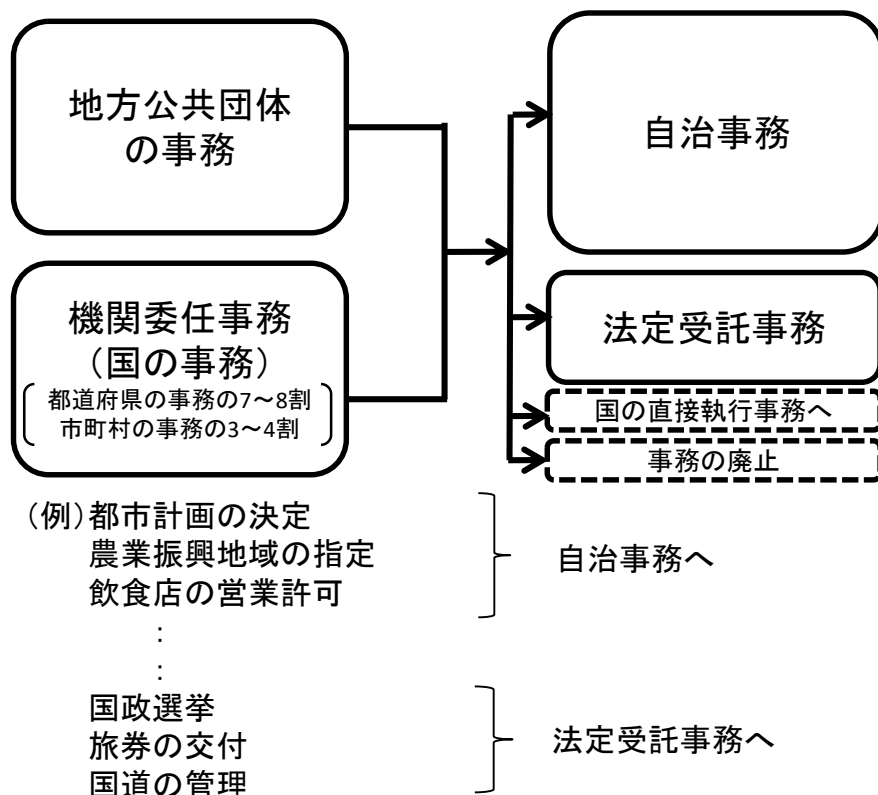 地方公共団体
の事務
機関委任事務
（国の事務）
都道府県の事務の7～8割
市町村の事務の3～4割
自治事務
法定受託事務
国の直接執行事務へ
事務の廃止
（例）都市計画の決定
農業振興地域の指定
飲食店の営業許可
：
：
自治事務へ
国政選挙
旅券の交付
国道の管理
法定受託事務へ